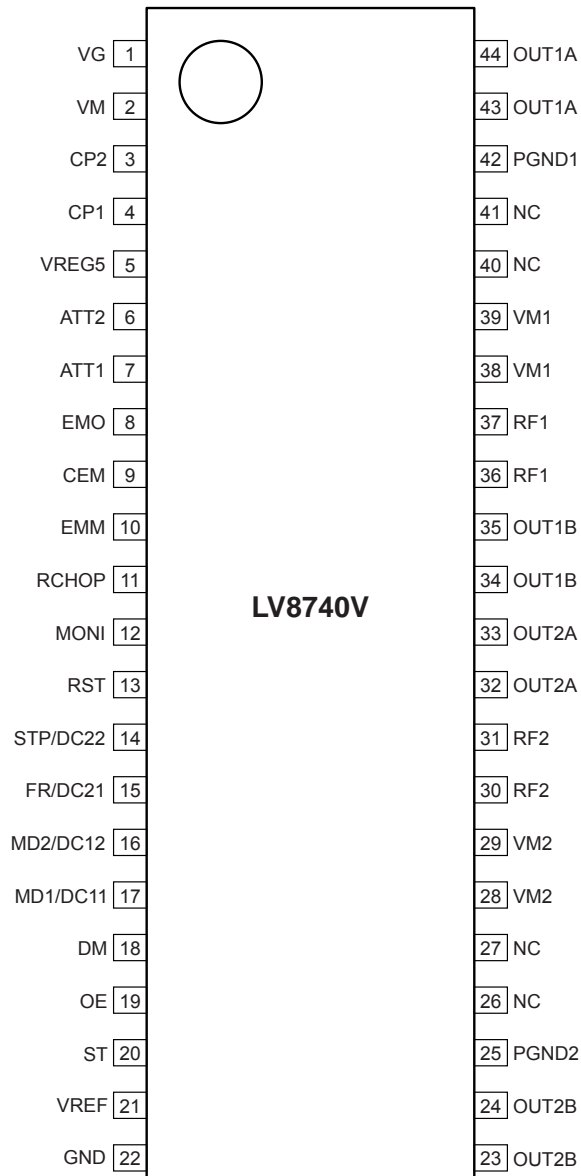 VG 1 44 OUT1A
VM 2 43 OUT1A
CP2 3 42 PGND1
CP1 4 41 NC
VREG5 5 40 NC
ATT2 6 39 VM1
ATT1 7 38 VM1
EMO 8 37 RF1
CEM 9 36 RF1
EMM 10 35 OUT1B
RCHOP 11 34 OUT1B
LV8740V
MONI 12 33 OUT2A
RST 13 32 OUT2A
STP/DC22 14 31 RF2
FR/DC21 15 30 RF2
MD2/DC12 16 29 VM2
MD1/DC11 17 28 VM2
DM 18 27 NC
OE 19 26 NC
ST 20 25 PGND2
VREF 21 24 OUT2B
GND 22 23 OUT2B